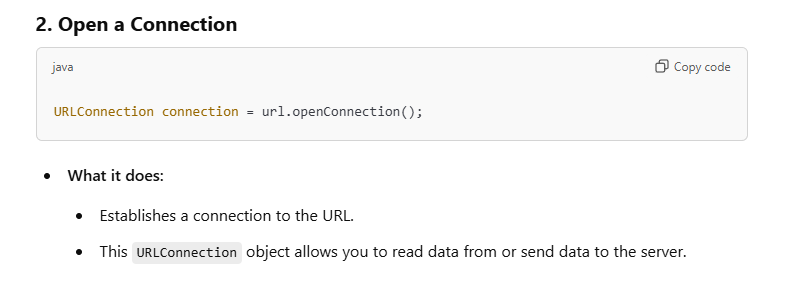 2. Open a Connection
java
Copy code
URLConnection connection = url.openConnection();
What it does:
Establishes a connection to the URL.
This URLConnection object allows you to read data from or send data to the server.